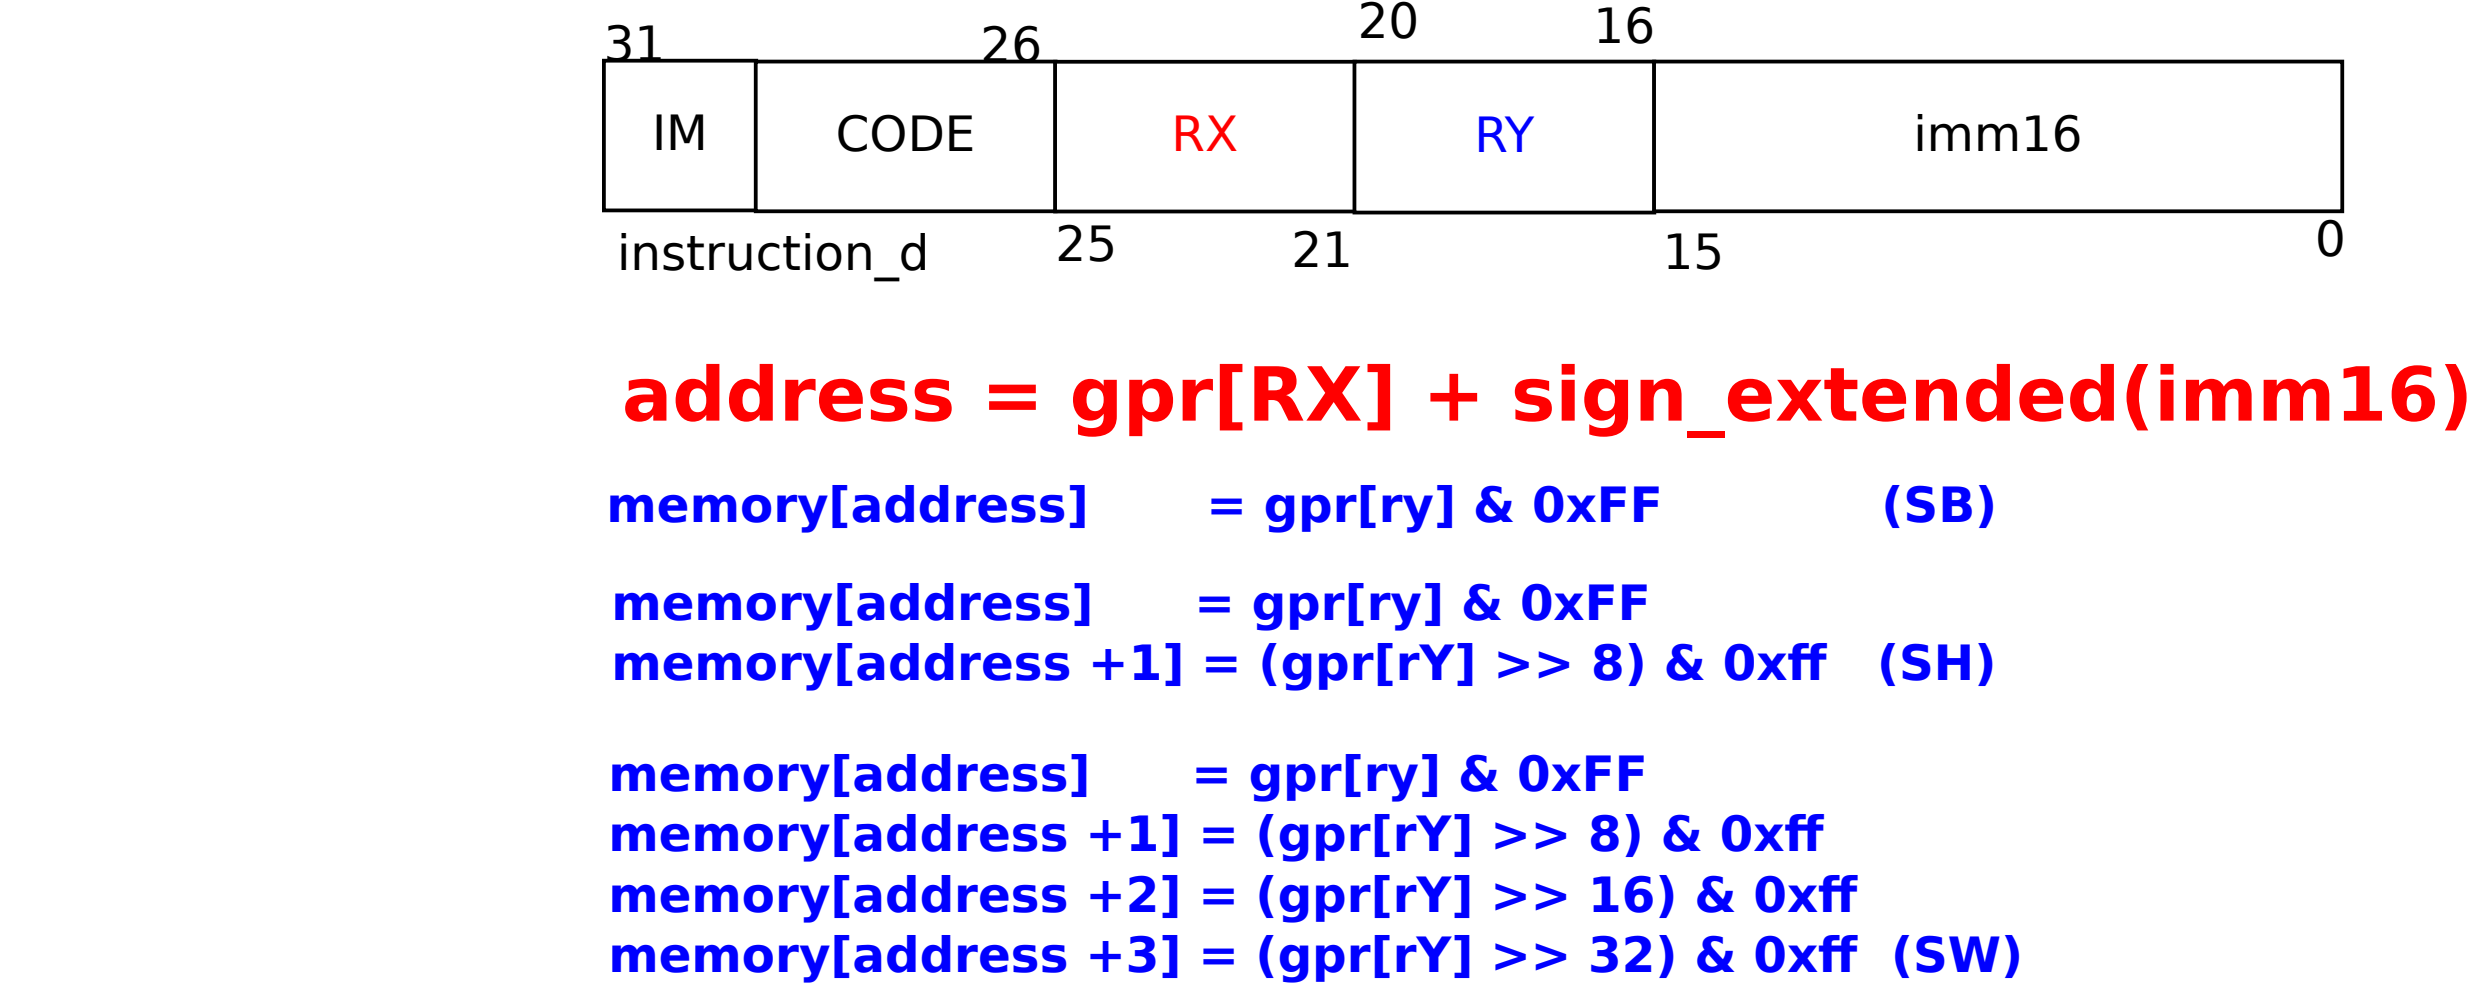 31 26 20 16
IM CODE RX RY imm16
instruction_d 25 21 15 0
address = gpr[RX] + sign_extended(imm16)
memory[address] = gpr[ry] & 0xFF (SB)
memory[address] = gpr[ry] & 0xFF
memory[address +1] = (gpr[rY] >> 8) & 0xff (SH)
memory[address] = gpr[ry] & 0xFF
memory[address +1] = (gpr[rY] >> 8) & 0xff
memory[address +2] = (gpr[rY] >> 16) & 0xff
memory[address +3] = (gpr[rY] >> 32) & 0xff (SW)